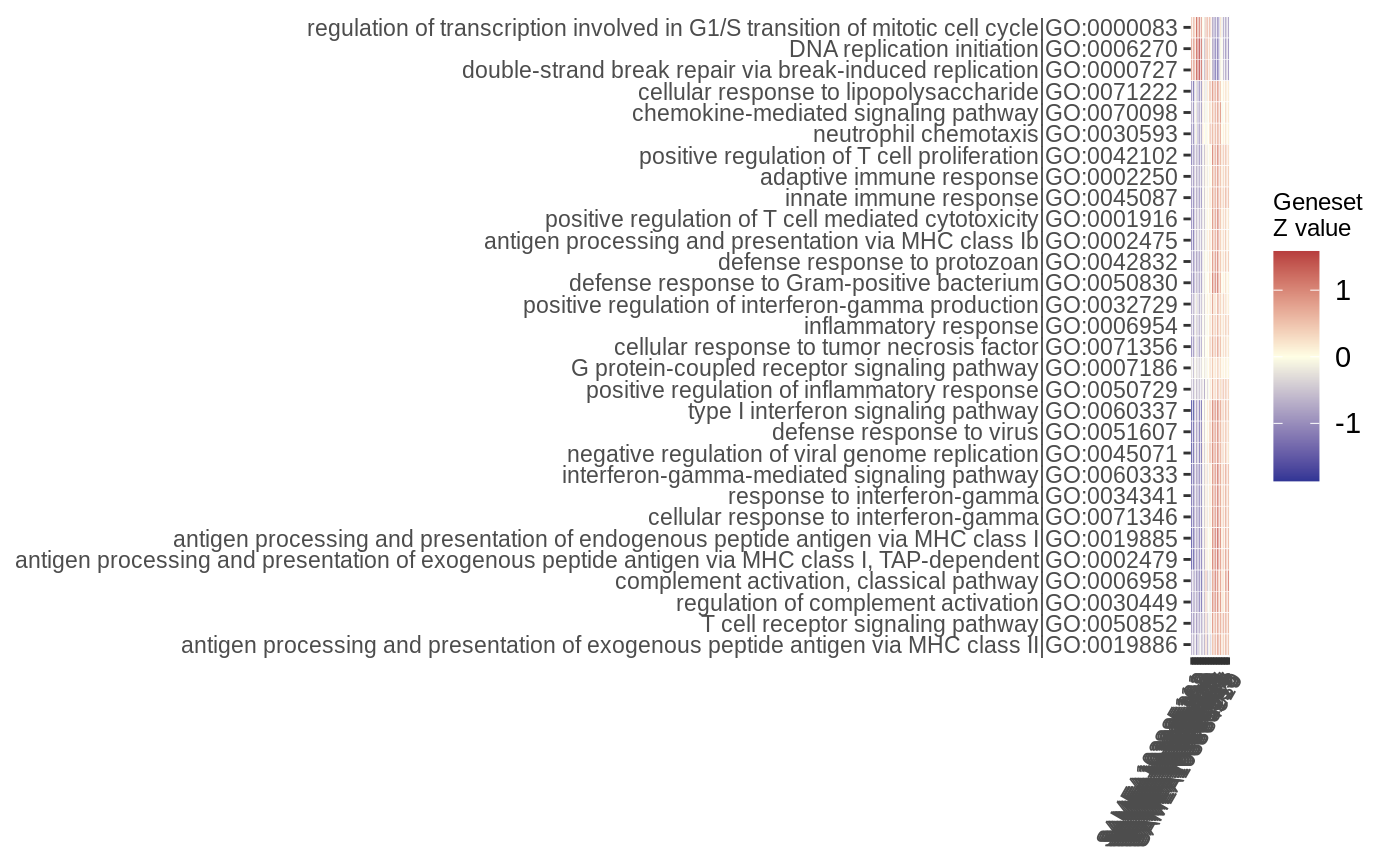 regulation of transcription involved in G1/S transition of mitotic cell cycle|GO:0000083
DNA replication initiation|GO:0006270
double-strand break repair via break-induced replication|GO:0000727
cellular response to lipopolysaccharide|GO:0071222
chemokine-mediated signaling pathway|GO:0070098
neutrophil chemotaxis|GO:0030593
positive regulation of T cell proliferation|GO:0042102
adaptive immune response|GO:0002250
innate immune response|GO:0045087
positive regulation of T cell mediated cytotoxicity|GO:0001916
antigen processing and presentation via MHC class Ib|GO:0002475
defense response to protozoan|GO:0042832
defense response to Gram-positive bacterium|GO:0050830
positive regulation of interferon-gamma production|GO:0032729
inflammatory response|GO:0006954
cellular response to tumor necrosis factor|GO:0071356
G protein-coupled receptor signaling pathway|GO:0007186
positive regulation of inflammatory response|GO:0050729
type I interferon signaling pathway|GO:0060337
defense response to virus|GO:0051607
negative regulation of viral genome replication|GO:0045071
interferon-gamma-mediated signaling pathway|GO:0060333
response to interferon-gamma|GO:0034341
cellular response to interferon-gamma|GO:0071346
antigen processing and presentation of endogenous peptide antigen via MHC class I|GO:0019885
antigen processing and presentation of exogenous peptide antigen via MHC class I, TAP-dependent|GO:0002479
complement activation, classical pathway|GO:0006958
regulation of complement activation|GO:0030449
T cell receptor signaling pathway|GO:0050852
antigen processing and presentation of exogenous peptide antigen via MHC class II|GO:0019886
Geneset
Z value
1
0
-1